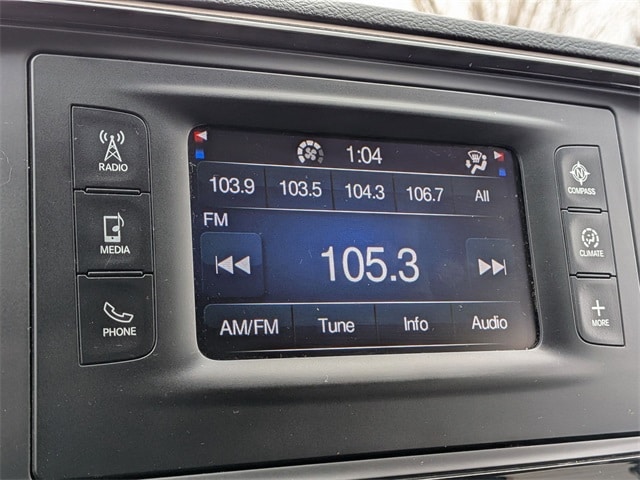 1:04
103.9 103.5 104.3 106.7 All
FM
105.3
AM/FM Tune Info Audio
RADIO
MEDIA
PHONE
N
COMPASS
CLIMATE
MORE